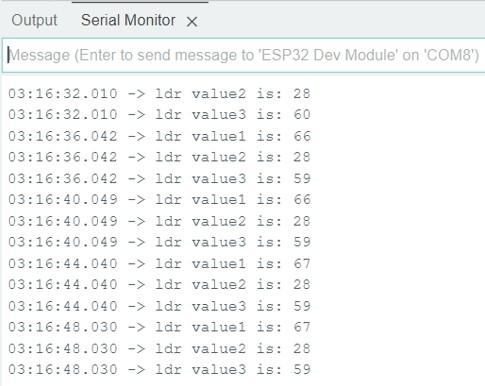 Output Serial Monitor ×
Message (Enter to send message to 'ESP32 Dev Module' on 'COM8')
03:16:32.010 -> ldr value2 is: 28
03:16:32.010 -> ldr value3 is: 60
03:16:36.042 -> ldr value1 is: 66
03:16:36.042 -> ldr value2 is: 28
03:16:36.042 -> ldr value3 is: 59
03:16:40.049 -> ldr value1 is: 66
03:16:40.049 -> ldr value2 is: 28
03:16:40.049 -> ldr value3 is: 59
03:16:44.040 -> ldr value1 is: 67
03:16:44.040 -> ldr value2 is: 28
03:16:44.040 -> ldr value3 is: 59
03:16:48.030 -> ldr value1 is: 67
03:16:48.030 -> ldr value2 is: 28
03:16:48.030 -> ldr value3 is: 59